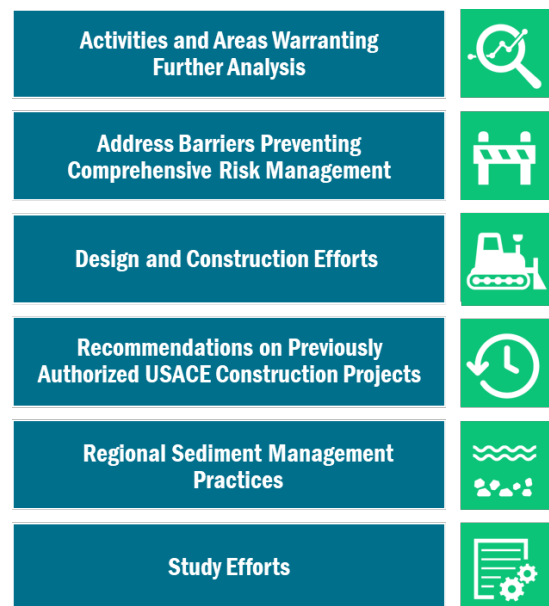 Activities and Areas Warranting
Further Analysis
Address Barriers Preventing
Comprehensive Risk Management
Design and Construction Efforts
Recommendations on Previously
Authorized USACE Construction Projects
Regional Sediment Management
Practices
Study Efforts